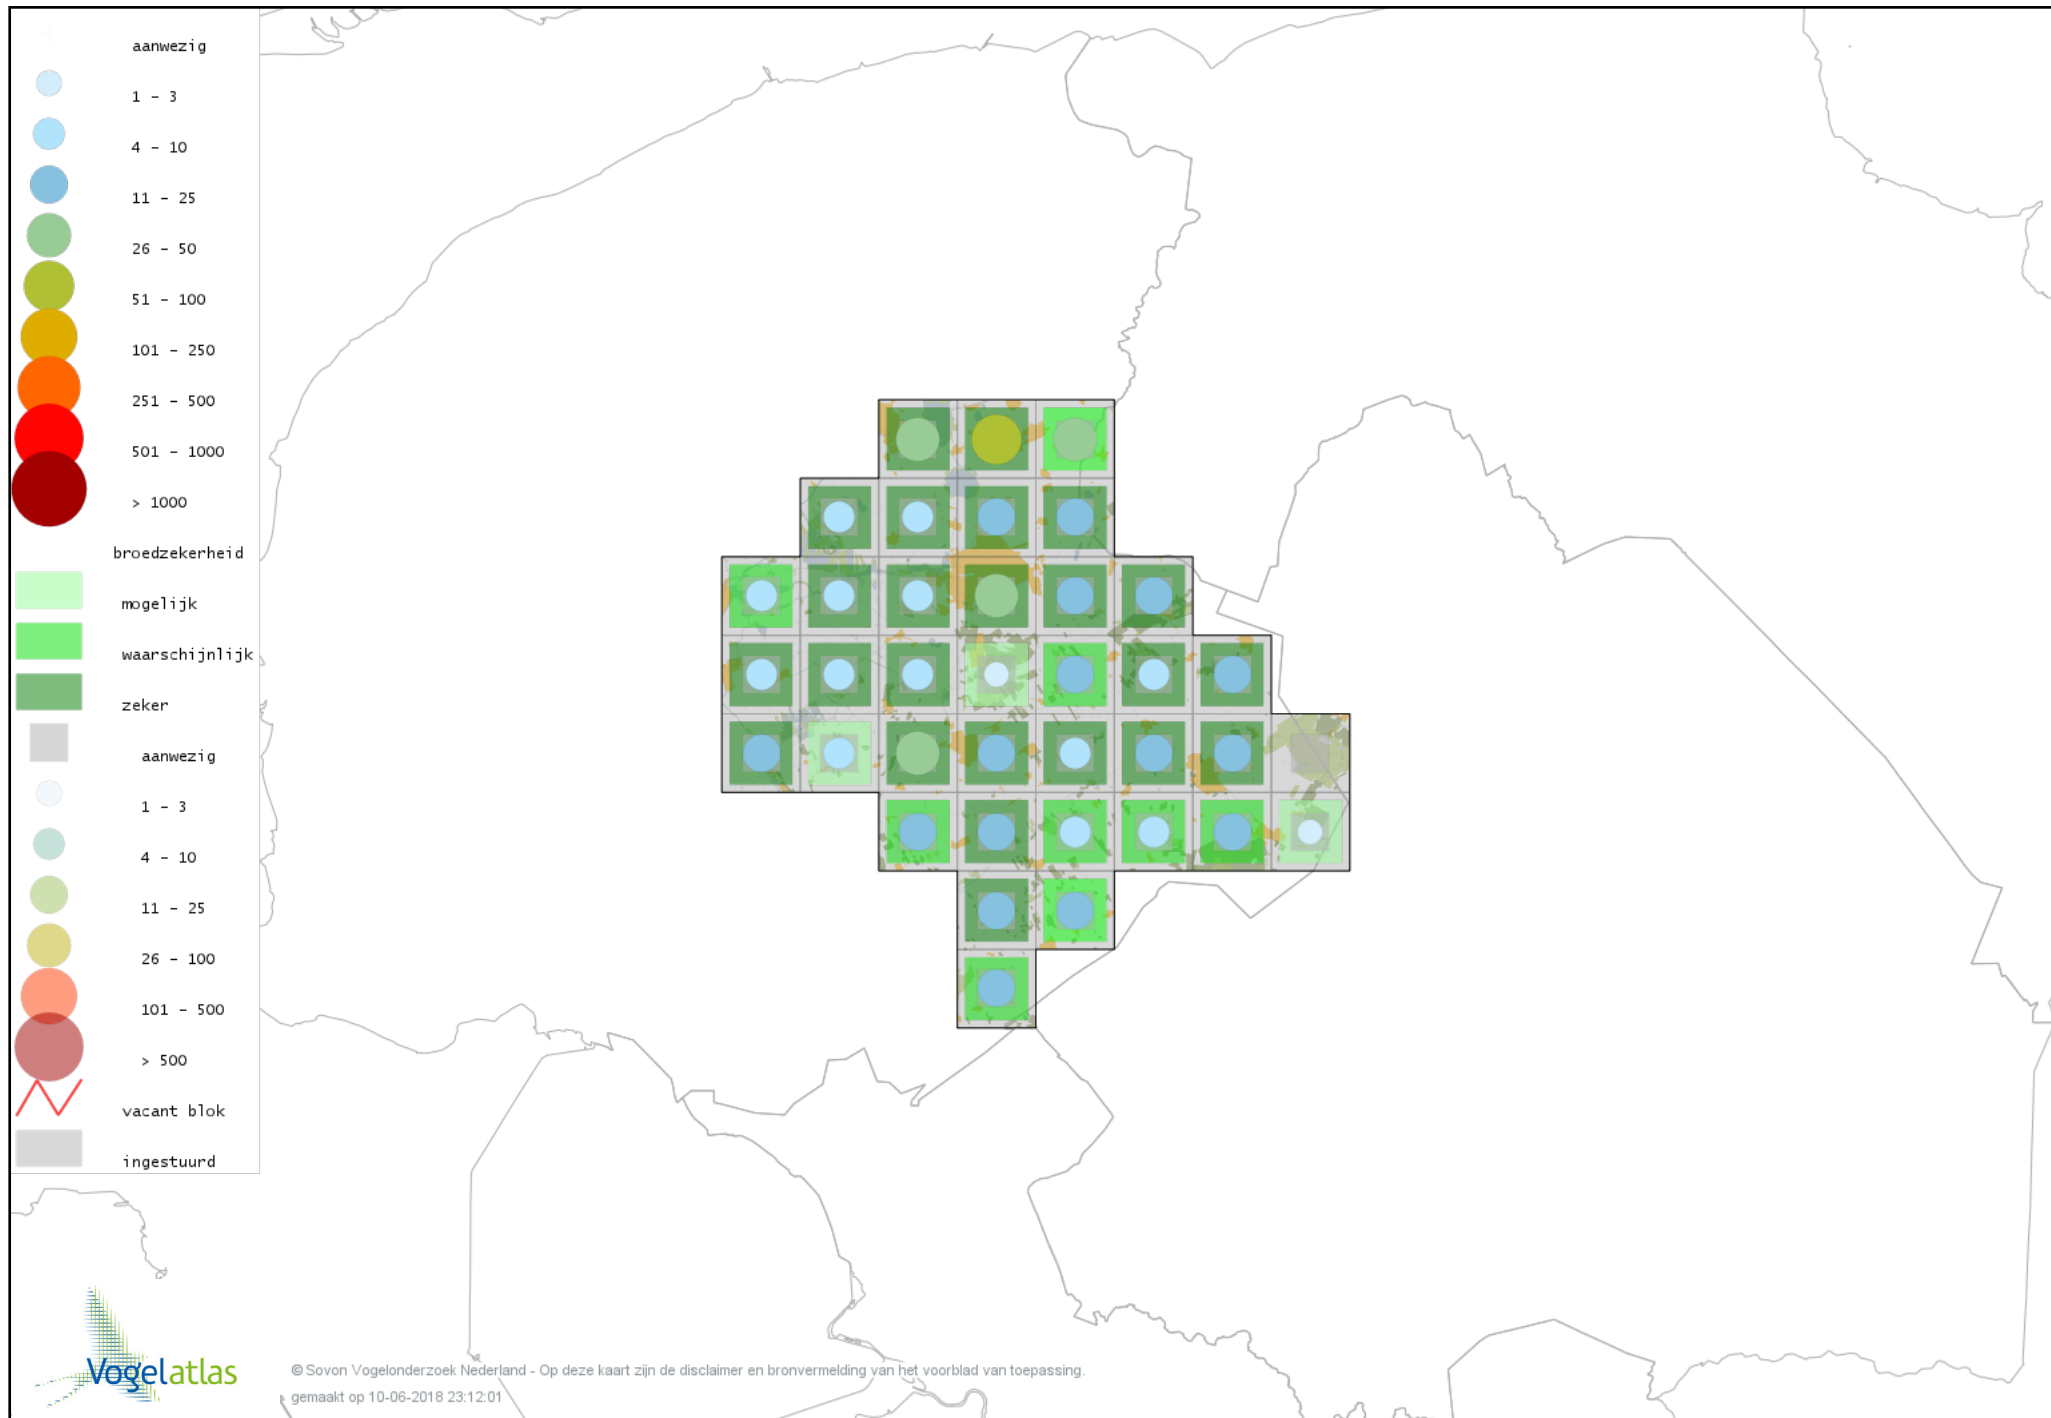 aanwezig
1 - 3
4 - 10
11 - 25
26 - 50
51 - 100
101 - 250
251 - 500
501 - 1000
> 1000
broedzekerheid
mogelijk
waarschijnlijk
zeker
aanwezig
1 - 3
4 - 10
11 - 25
26 - 100
101 - 500
> 500
vacant blok
ingestuurd
Vogelatlas
© Sovon Vogelonderzoek Nederland - Op deze kaart zijn de disclaimer en bronvermelding van het voorblad van toepassing.
gemaakt op 10-06-2018 23:12:01